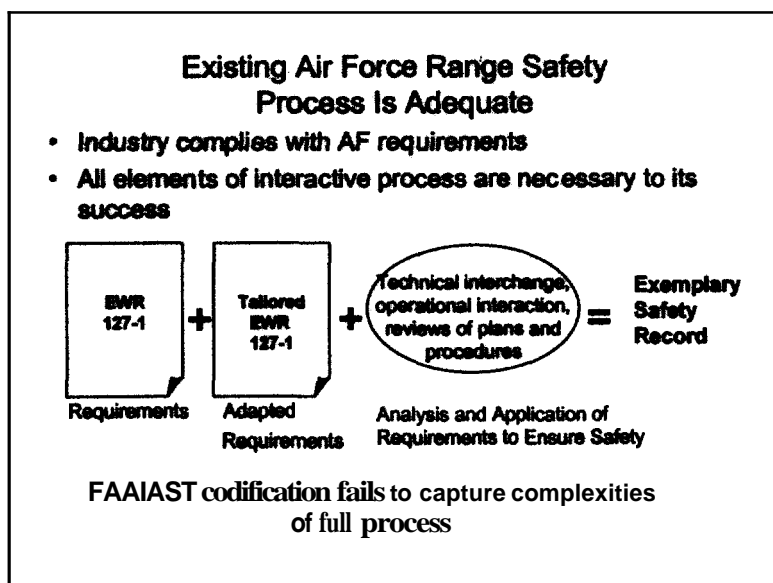 Existing Air Force Range Safety
Process Is Adequate
• Industry complies with AF requirements
• All elements of interactive process are necessary to its
success
EWR
127-1
+
Tailored
EWR
127-1
+
Technical interchange,
operational interaction,
reviews of plans and
procedures
=
Exemplary
Safety
Record
Requirements
Adapted
Requirements
Analysis and Application of
Requirements to Ensure Safety
FAAIAST codification fails to capture complexities
of full process